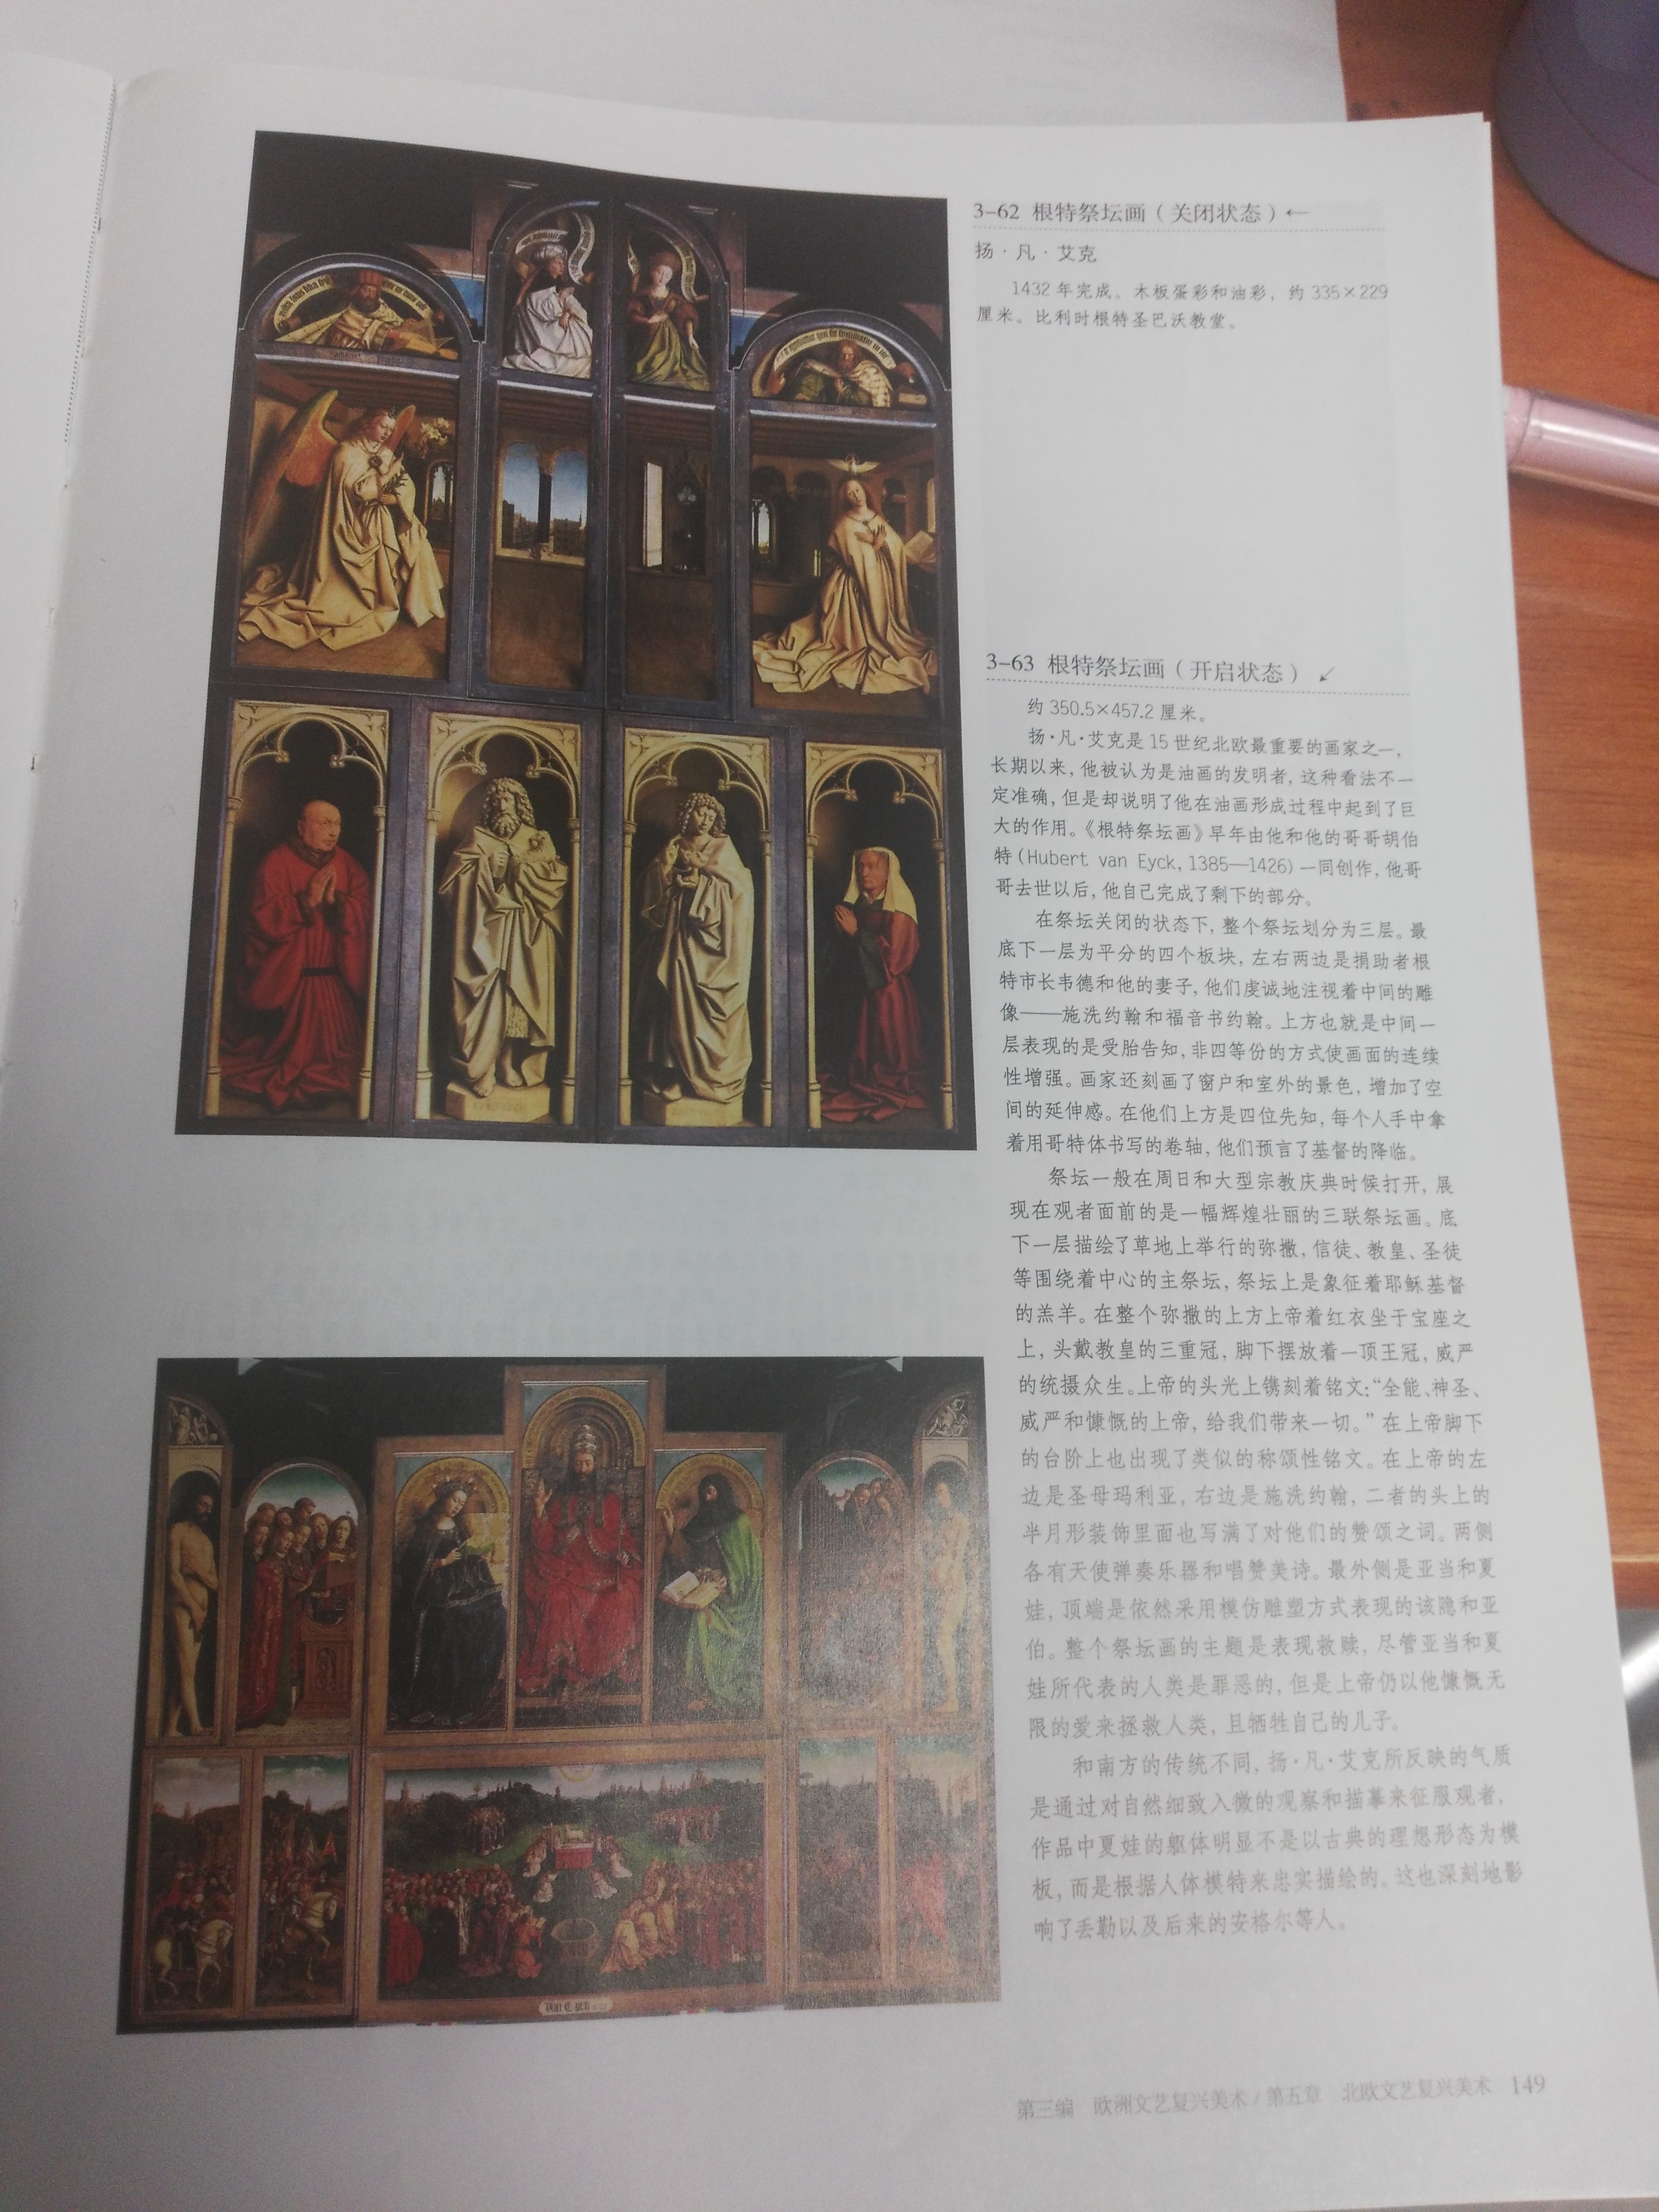 3-62 根特祭坛画（关闭状态）←
扬·凡·艾克
1432 年完成。木板蛋彩和油彩，约 335×229
厘米。比利时根特圣巴沃教堂。
3-63 根特祭坛画（开启状态）↙
约 350.5×457.2 厘米。
扬·凡·艾克是 15 世纪北欧最重要的画家之一，
长期以来，他被认为是油画的发明者，这种看法不一
定准确，但是却说明了他在油画形成过程中起到了巨
大的作用。《根特祭坛画》早年由他和他的哥哥胡伯
特（Hubert van Eyck，1385—1426）一同创作，他哥
哥去世以后，他自己完成了剩下的部分。
在祭坛关闭的状态下，整个祭坛划分为三层。最
底下一层为平分的四个板块，左右两边是捐助者根
特市长韦德和他的妻子，他们虔诚地注视着中间的雕
像——施洗约翰和福音书约翰。上方也就是中间一
层表现的是受胎告知，非四等份的方式使画面的连续
性增强。画家还刻画了窗户和室外的景色，增加了空
间的延伸感。在他们上方是四位先知，每个人手中拿
着用哥特体书写的卷轴，他们预言了基督的降临。
祭坛一般在周日和大型宗教庆典时候打开，展
现在观者面前的是一幅辉煌壮丽的三联祭坛画。底
下一层描绘了草地上举行的弥撒，信徒、教皇、圣徒
等围绕着中心的主祭坛，祭坛上是象征着耶稣基督
的羔羊。在整个弥撒的上方上帝着红衣坐于宝座之
上，头戴教皇的三重冠，脚下摆放着一顶王冠，威严
的统摄众生。上帝的头光上镌刻着铭文：“全能、神圣、
威严和慷慨的上帝，给我们带来一切。”在上帝脚下
的台阶上也出现了类似的称颂性铭文。在上帝的左
边是圣母玛利亚，右边是施洗约翰，二者的头上的
半月形装饰里面也写满了对他们的赞颂之词。两侧
各有天使弹奏乐器和唱赞美诗。最外侧是亚当和夏
娃，顶端是依然采用模仿雕塑方式表现的该隐和亚
伯。整个祭坛画的主题是表现救赎，尽管亚当和夏
娃所代表的人类是罪恶的，但是上帝仍以他慷慨无
限的爱来拯救人类，且牺牲自己的儿子。
和南方的传统不同，扬·凡·艾克所反映的气质
是通过对自然细致入微的观察和描摹来征服观者，
作品中夏娃的躯体明显不是以古典的理想形态为模
板，而是根据人体模特来忠实描绘的。这也深刻地影
响了丢勒以及后来的安格尔等人。
第三编 欧洲文艺复兴美术 / 第五章 北欧文艺复兴美术 149